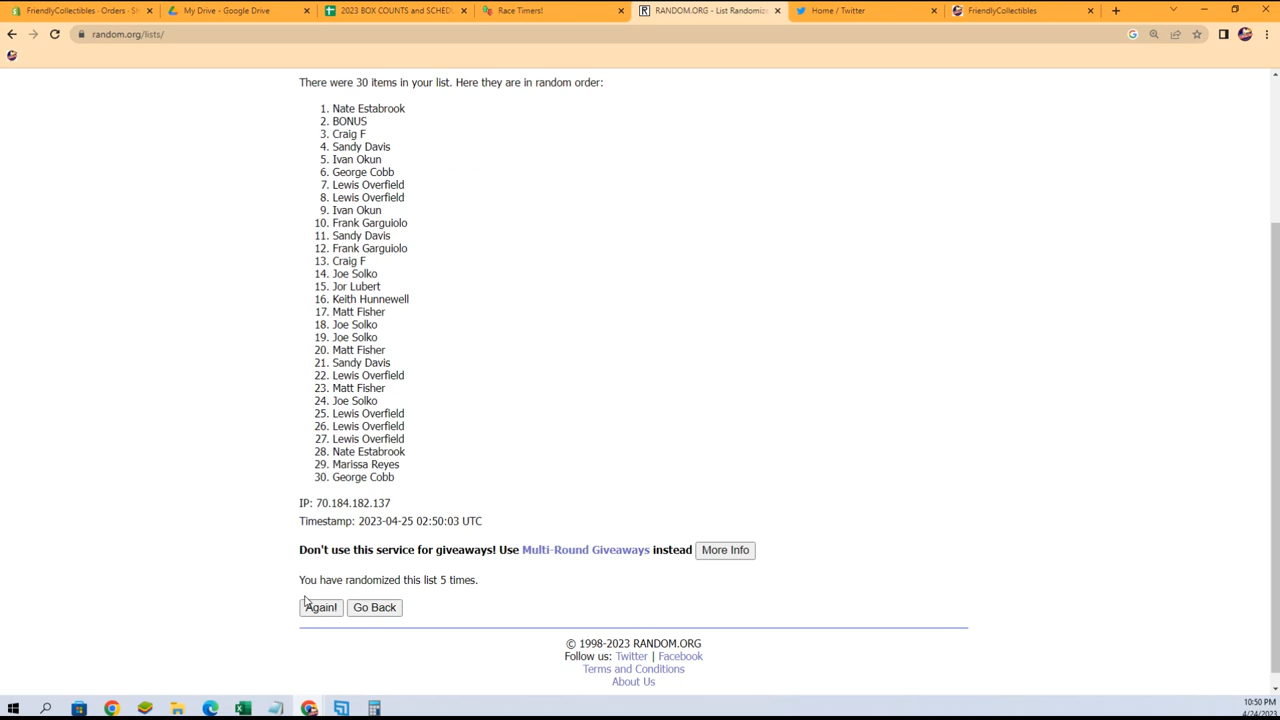 FriendlyCollectibles - Orders - Sh
My Drive - Google Drive
2023 BOX COUNTS and SCHED
Race Timers!
RANDOM.ORG - List Randomiz
Home / Twitter
FriendlyCollectibles
random.org/lists/
There were 30 items in your list. Here they are in random order:
1. Nate Estabrook
2. BONUS
3. Craig F
4. Sandy Davis
5. Ivan Okun
6. George Cobb
7. Lewis Overfield
8. Lewis Overfield
9. Ivan Okun
10. Frank Garguiolo
11. Sandy Davis
12. Frank Garguiolo
13. Craig F
14. Joe Solko
15. Jor Lubert
16. Keith Hunnewell
17. Matt Fisher
18. Joe Solko
19. Joe Solko
20. Matt Fisher
21. Sandy Davis
22. Lewis Overfield
23. Matt Fisher
24. Joe Solko
25. Lewis Overfield
26. Lewis Overfield
27. Lewis Overfield
28. Nate Estabrook
29. Marissa Reyes
30. George Cobb
IP: 70.184.182.137
Timestamp: 2023-04-25 02:50:03 UTC
Don't use this service for giveaways! Use Multi-Round Giveaways instead More Info
You have randomized this list 5 times.
Again! Go Back
© 1998-2023 RANDOM.ORG
Follow us: Twitter | Facebook
Terms and Conditions
About Us
10:50 PM
4/24/2023